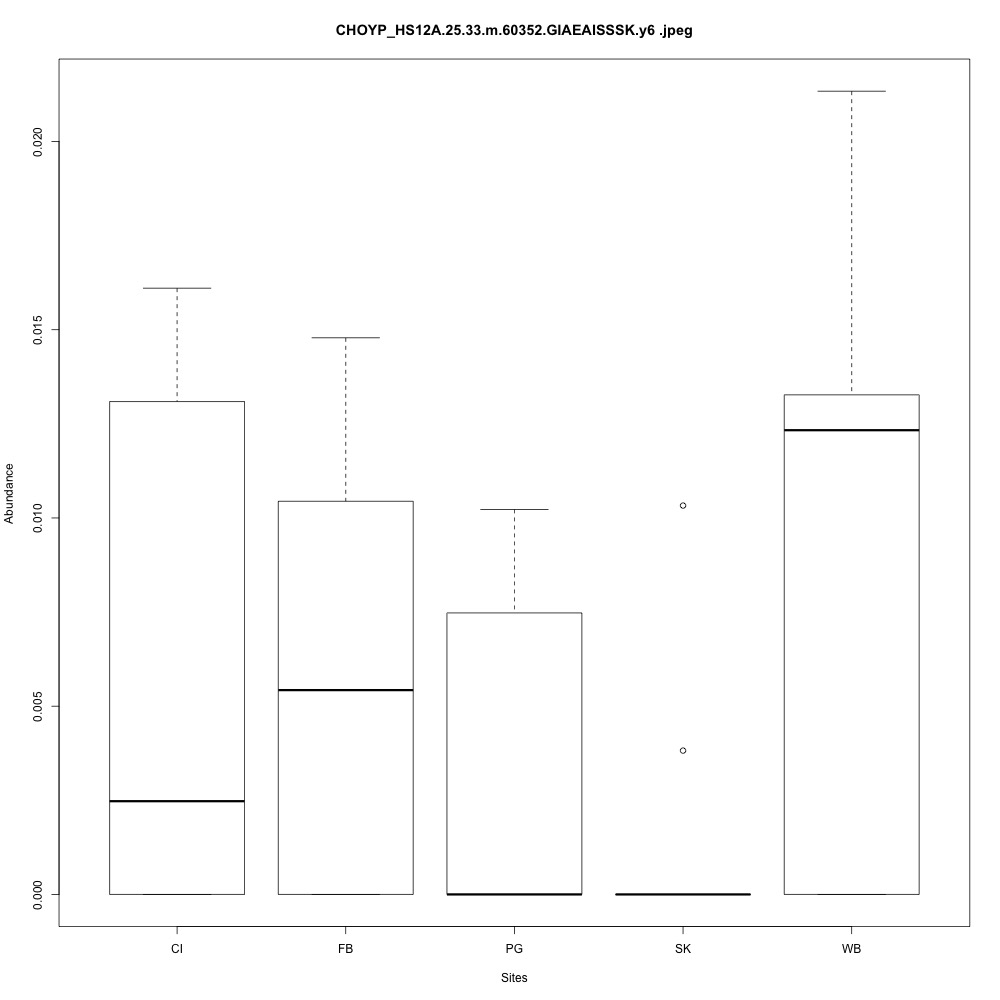 CHOYP_HS12A.25.33.m.60352.GIAEAISSSK.y6 .jpeg
0.020
0.015
0.010
0.005
0.000
Abundance
CI FB PG SK WB
Sites